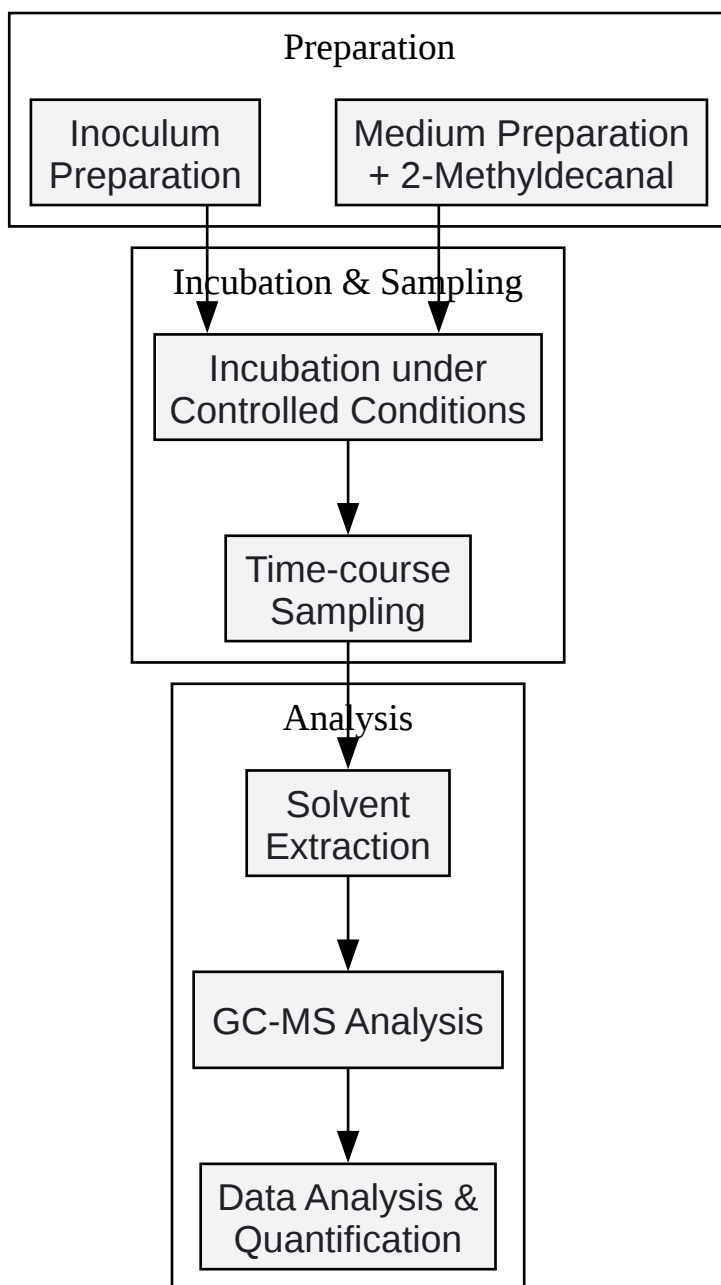 Preparation
Inoculum
Preparation
Medium Preparation
+ 2-Methyldecanal
Incubation & Sampling
Incubation under
Controlled Conditions
Time-course
Sampling
Analysis
Solvent
Extraction
GC-MS Analysis
Data Analysis &
Quantification